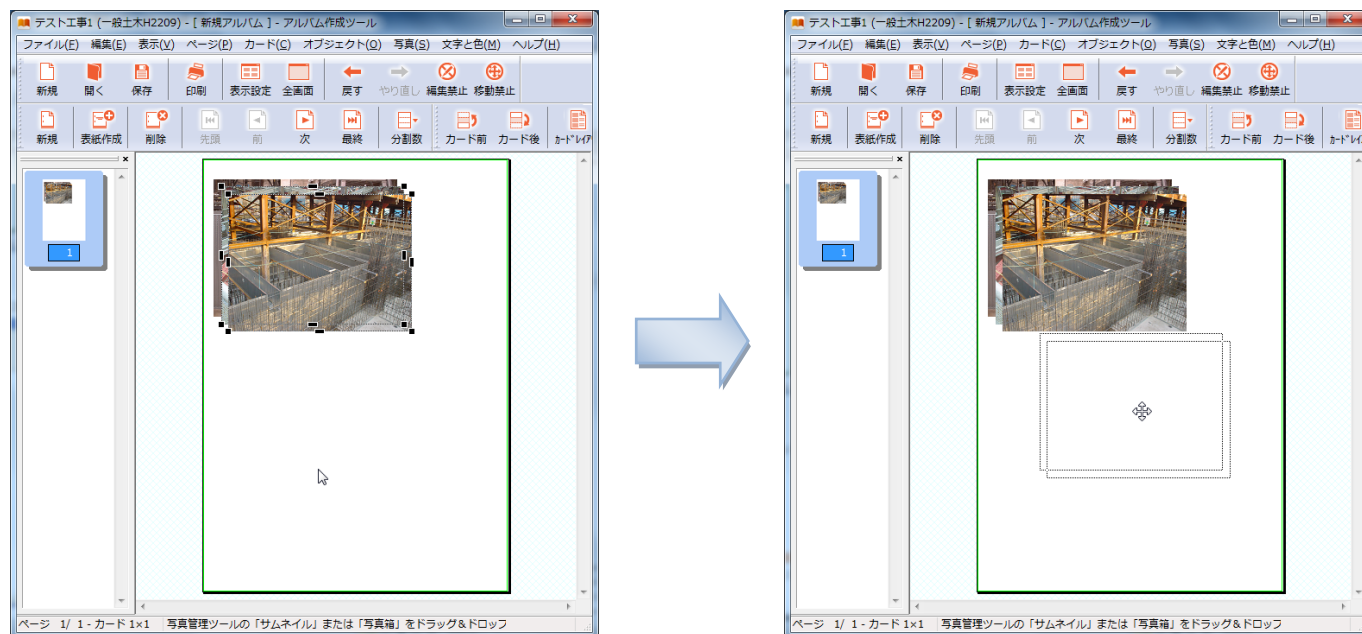 テスト工事1 (一般土木H2209) - [ 新規アルバム ] - アルバム作成ツール
ファイル(F) 編集(E) 表示(V) ページ(P) カード(C) オブジェクト(O) 写真(S) 文字と色(M) ヘルプ(H)
新規 開く 保存 印刷 表示設定 全画面 戻す やり直し 編集禁止 移動禁止
新規 表紙作成 削除 先頭 前 次 最終 分割数 カード前 カード後 ｶｰﾄﾞﾚｲｱ
1
ページ 1/ 1 - カード 1×1 写真管理ツールの「サムネイル」または「写真箱」をドラッグ&ドロップ
テスト工事1 (一般土木H2209) - [ 新規アルバム ] - アルバム作成ツール
ファイル(F) 編集(E) 表示(V) ページ(P) カード(C) オブジェクト(O) 写真(S) 文字と色(M) ヘルプ(H)
新規 開く 保存 印刷 表示設定 全画面 戻す やり直し 編集禁止 移動禁止
新規 表紙作成 削除 先頭 前 次 最終 分割数 カード前 カード後 ｶｰﾄﾞﾚｲ
1
ページ 1/ 1 - カード 1×1 写真管理ツールの「サムネイル」または「写真箱」をドラッグ&ドロップ